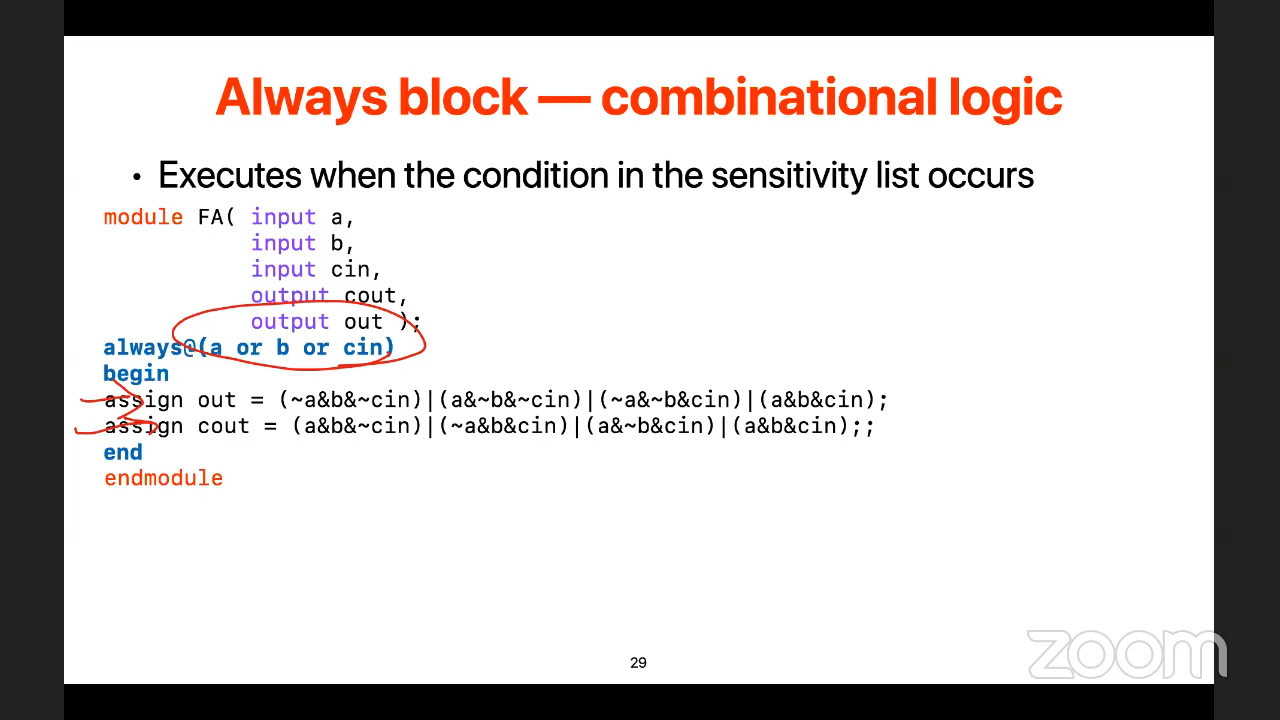 Always block — combinational logic
• Executes when the condition in the sensitivity list occurs
module FA( input a,
input b,
input cin,
output cout,
output out );
always@(a or b or cin)
begin
assign out = (~a&b&~cin)|(a&~b&~cin)|(~a&~b&cin)|(a&b&cin);
assign cout = (a&b&~cin)|(~a&b&cin)|(a&~b&cin)|(a&b&cin);;
end
endmodule
29
zoom